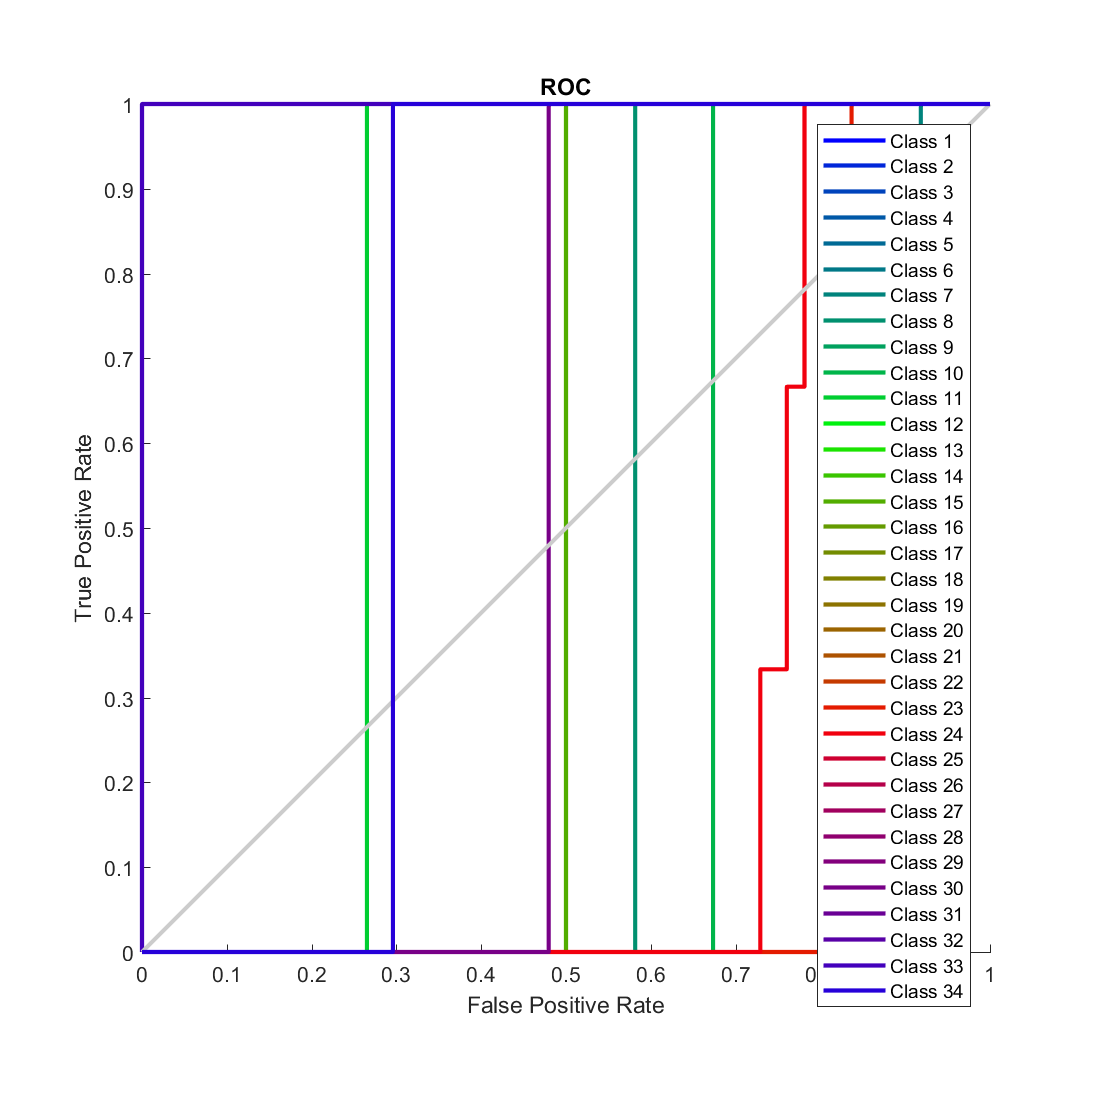 ROC
1
0.9
0.8
0.7
0.6
0.5
0.4
0.3
0.2
0.1
0
True Positive Rate
Class 1
Class 2
Class 3
Class 4
Class 5
Class 6
Class 7
Class 8
Class 9
Class 10
Class 11
Class 12
Class 13
Class 14
Class 15
Class 16
Class 17
Class 18
Class 19
Class 20
Class 21
Class 22
Class 23
Class 24
Class 25
Class 26
Class 27
Class 28
Class 29
Class 30
Class 31
Class 32
Class 33
Class 34
0 0.1 0.2 0.3 0.4 0.5 0.6 0.7 1
False Positive Rate